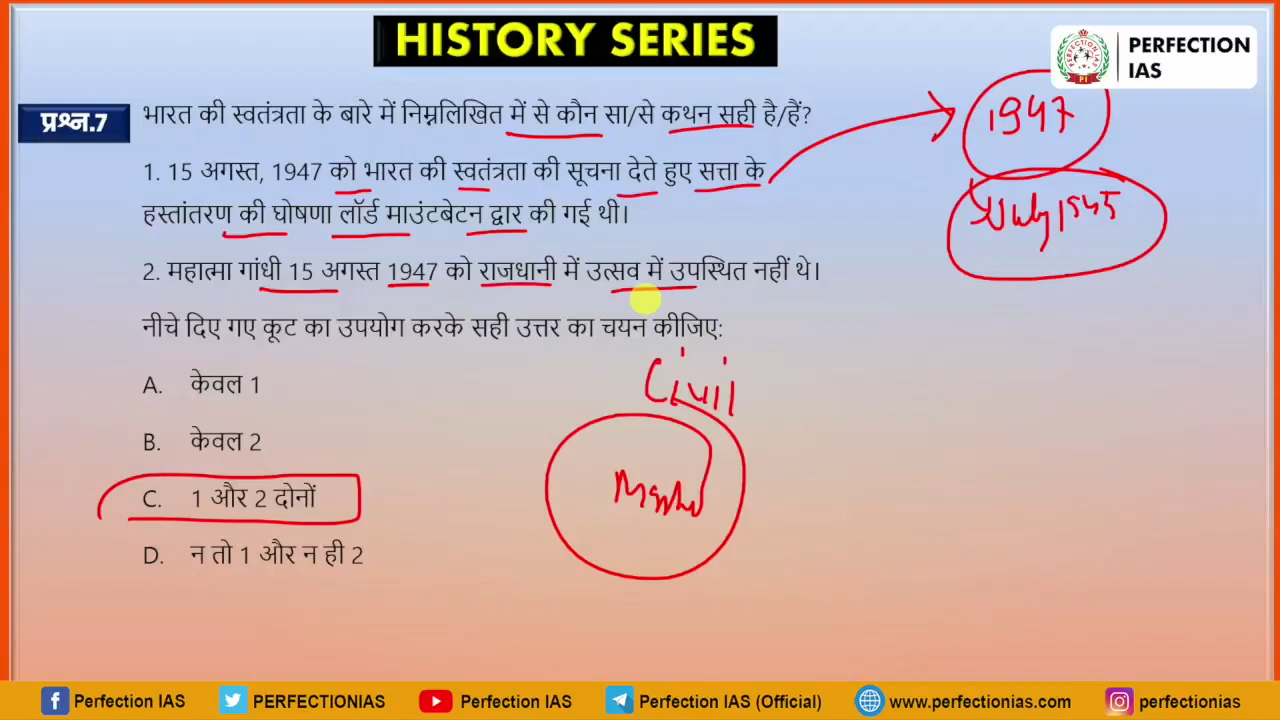 HISTORY SERIES
PERFECTION
IAS
प्रश्न.7
भारत की स्वतंत्रता के बारे में निम्नलिखित में से कौन सा/से कथन सही है/हैं?
1947
1. 15 अगस्त, 1947 को भारत की स्वतंत्रता की सूचना देते हुए सत्ता के
हस्तांतरण की घोषणा लॉर्ड माउंटबेटन द्वार की गई थी।
July 1945
2. महात्मा गांधी 15 अगस्त 1947 को राजधानी में उत्सव में उपस्थित नहीं थे।
नीचे दिए गए कूट का उपयोग करके सही उत्तर का चयन कीजिए:
A. केवल 1
Civil
B. केवल 2
C. 1 और 2 दोनों
D. न तो 1 और न ही 2
Perfection IAS PERFECTIONIAS Perfection IAS Perfection IAS (Official) www.perfectionias.com perfectionias